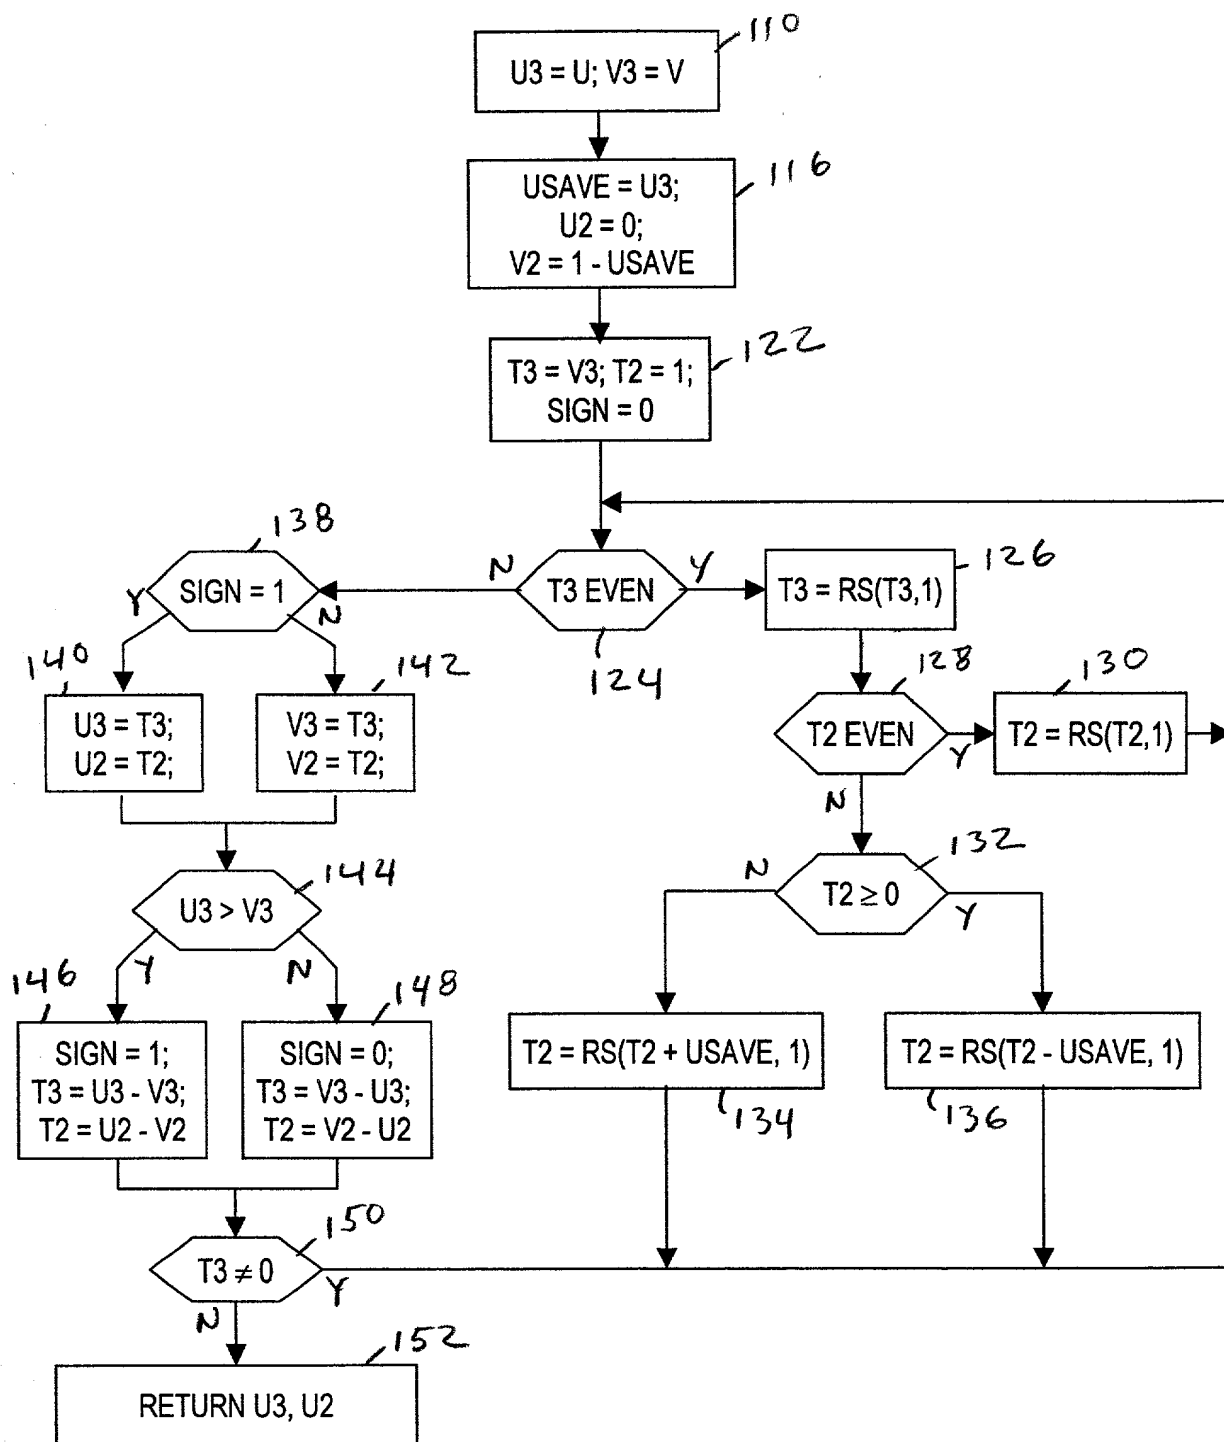 110
U3 = U; V3 = V
116
USAVE = U3;
U2 = 0;
V2 = 1 - USAVE
122
T3 = V3; T2 = 1;
SIGN = 0
138
SIGN = 1
Y
N
N
T3 EVEN
Y
124
126
T3 = RS(T3,1)
128
T2 EVEN
Y
N
130
T2 = RS(T2,1)
140
U3 = T3;
U2 = T2;
142
V3 = T3;
V2 = T2;
132
N
T2 ≥ 0
Y
144
U3 > V3
Y
N
146
SIGN = 1;
T3 = U3 - V3;
T2 = U2 - V2
148
SIGN = 0;
T3 = V3 - U3;
T2 = V2 - U2
T2 = RS(T2 + USAVE, 1)
134
T2 = RS(T2 - USAVE, 1)
136
150
T3 ≠ 0
Y
N
152
RETURN U3, U2